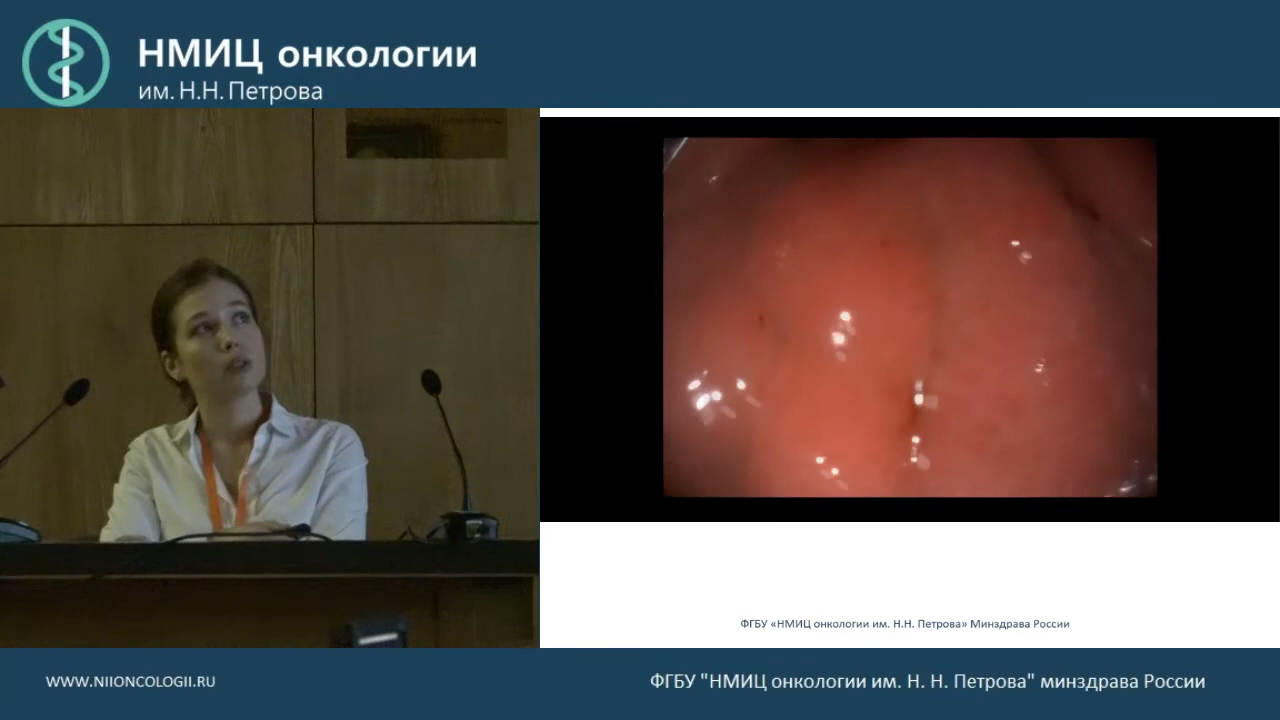 НМИЦ онкологии
им. Н.Н. Петрова
ФГБУ «НМИЦ онкологии им. Н.Н. Петрова» Минздрава России
WWW.NIIONCOLOGII.RU
ФГБУ "НМИЦ онкологии им. Н. Н. Петрова" минздрава России